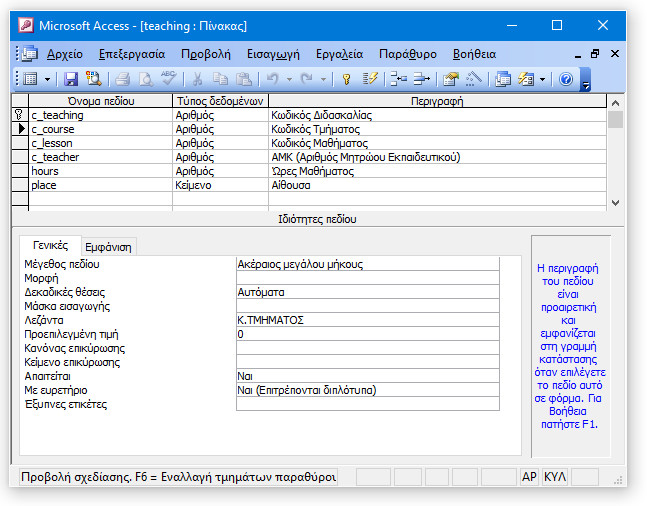 Microsoft Access - [teaching : Πίνακας]
Αρχείο Επεξεργασία Προβολή Εισαγωγή Εργαλεία Παράθυρο Βοήθεια
Όνομα πεδίου Τύπος δεδομένων Περιγραφή
c_teaching Αριθμός Κωδικός Διδασκαλίας
c_course Αριθμός Κωδικός Τμήματος
c_lesson Αριθμός Κωδικός Μαθήματος
c_teacher Αριθμός ΑΜΚ (Αριθμός Μητρώου Εκπαιδευτικού)
hours Αριθμός Ώρες Μαθήματος
place Κείμενο Αίθουσα
Ιδιότητες πεδίου
Γενικές Εμφάνιση
Μέγεθος πεδίου Ακέραιος μεγάλου μήκους
Μορφή
Δεκαδικές θέσεις Αυτόματα
Μάσκα εισαγωγής
Λεζάντα Κ.ΤΜΗΜΑΤΟΣ
Προεπιλεγμένη τιμή 0
Κανόνας επικύρωσης
Κείμενο επικύρωσης
Απαιτείται Ναι
Με ευρετήριο Ναι (Επιτρέπονται διπλότυπα)
Έξυπνες ετικέτες
Η περιγραφή
του πεδίου
είναι
προαιρετική
και
εμφανίζεται
στη γραμμή
κατάστασης
όταν επιλέγετε
το πεδίο αυτό
σε φόρμα. Για
Βοήθεια
πατήστε F1.
Προβολή σχεδίασης. F6 = Εναλλαγή τμημάτων παραθύρου ΑΡ ΚΥΛ